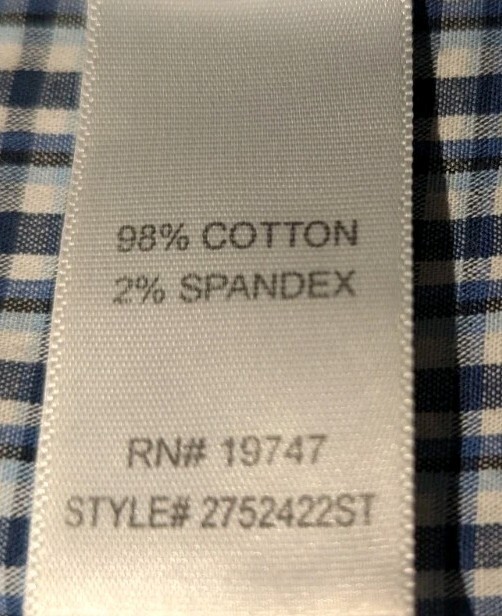 98% COTTON
2% SPANDEX
RN# 19747
STYLE# 2752422ST